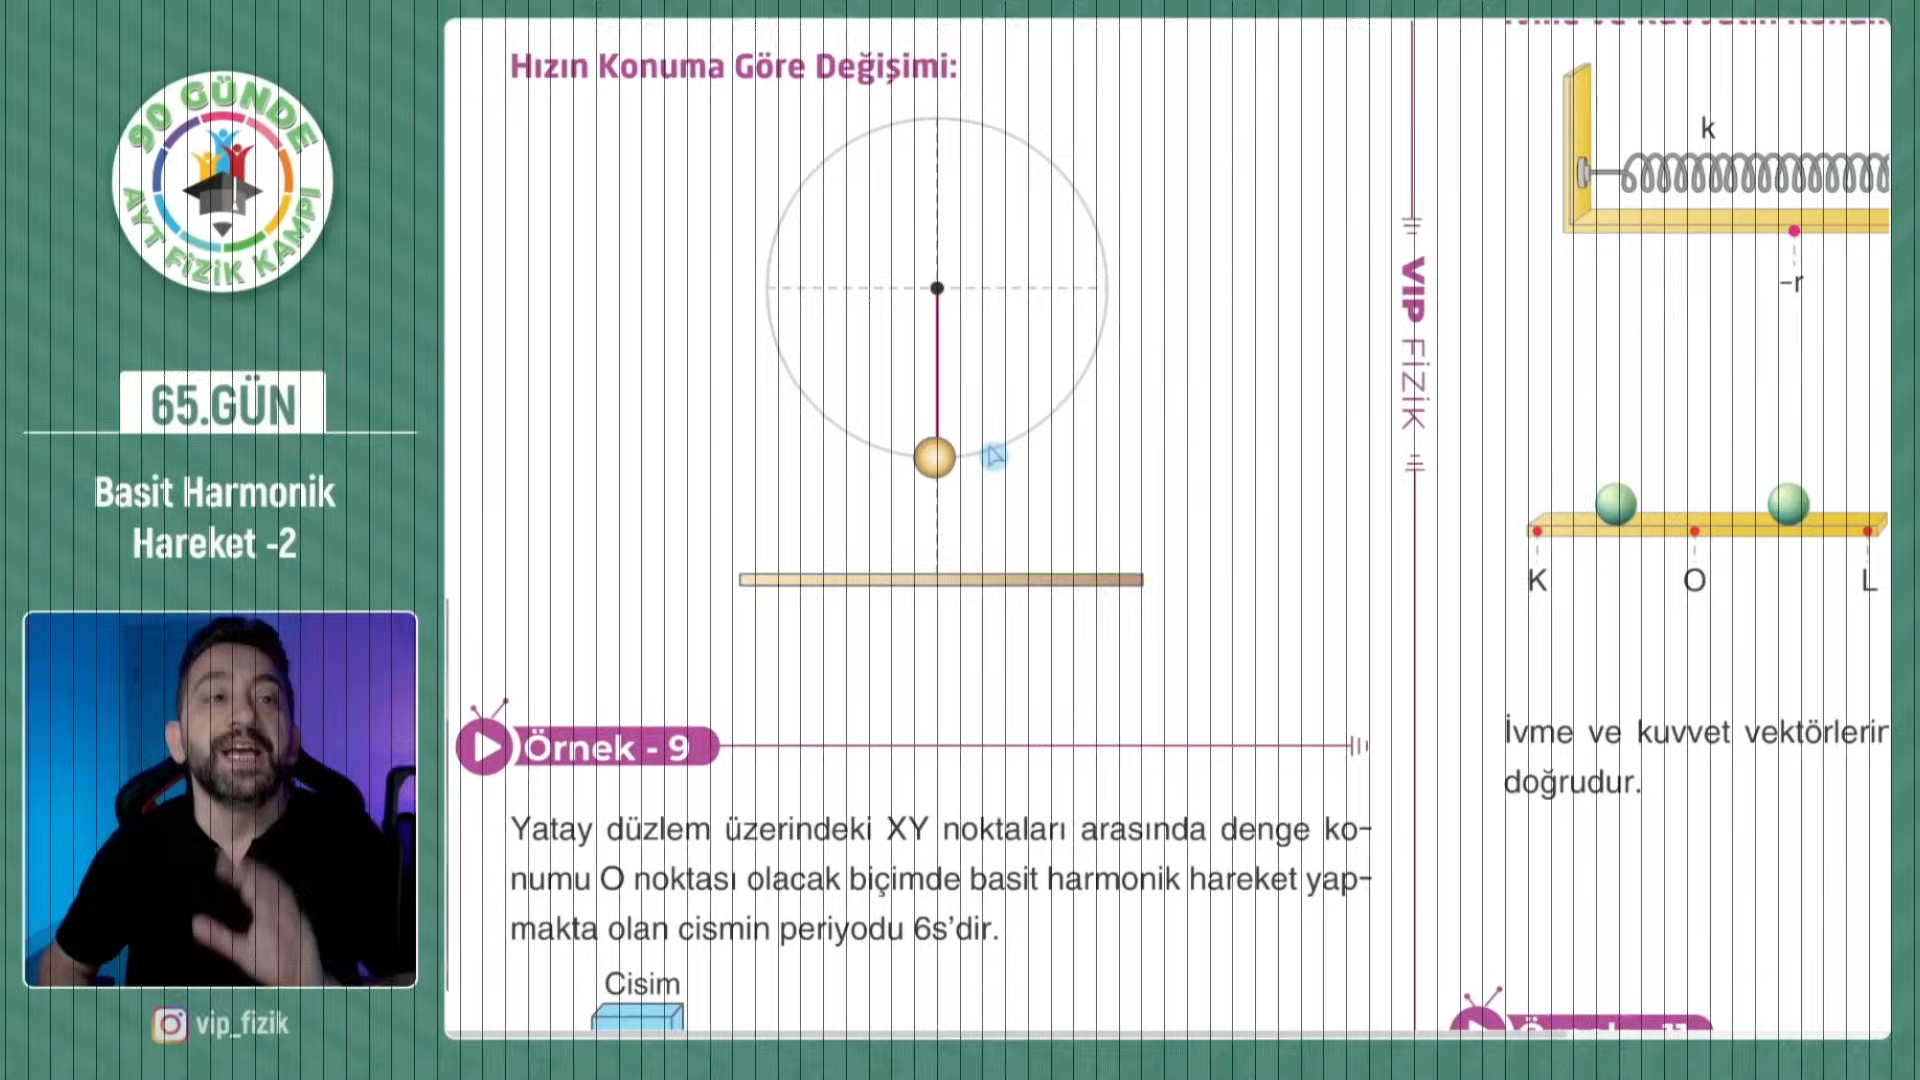 90 GÜNDE
AYT FİZİK KAMPI
65.GÜN
Basit Harmonik
Hareket -2
vip_fizik
Hızın Konuma Göre Değişimi:
Örnek - 9
Yatay düzlem üzerindeki XY noktaları arasında denge ko-
numu O noktası olacak biçimde basit harmonik hareket yap-
makta olan cismin periyodu 6s’dir.
Cisim
VIP FİZİK
k
–r
K O L
İvme ve kuvvet vektörlerin
doğrudur.